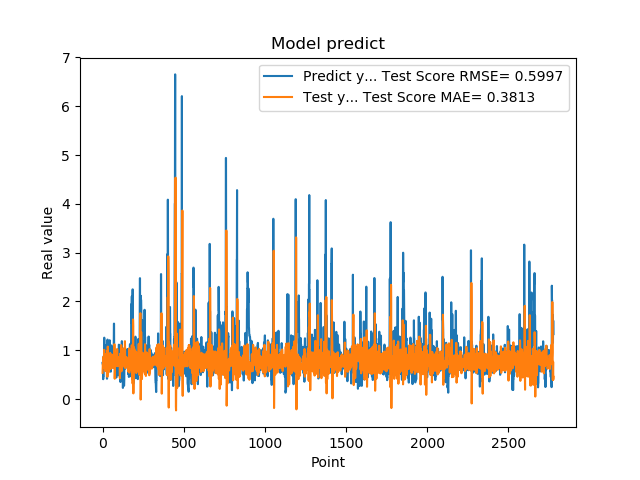 Model predict
Predict y... Test Score RMSE= 0.5997
Test y... Test Score MAE= 0.3813
7
6
5
4
3
2
1
0
Real value
0 500 1000 1500 2000 2500
Point